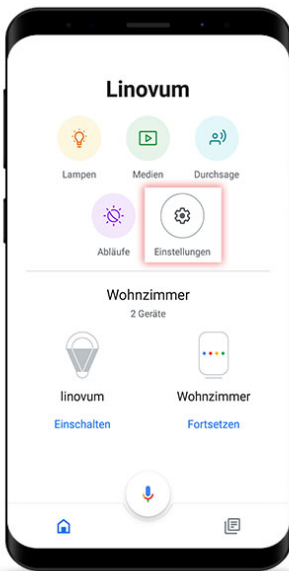 Linovum
Lampen Medien Durchsage
Abläufe Einstellungen
Wohnzimmer
2 Geräte
linovum Wohnzimmer
Einschalten Fortsetzen